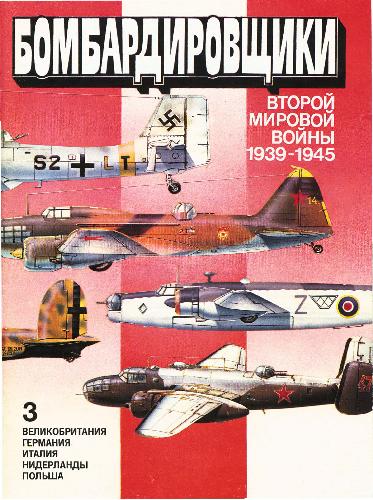 БОМБАРДИРОВЩИКИ
ВТОРОЙ
МИРОВОЙ
ВОЙНЫ
1939-1945
S2 LT
14
Z
3
ВЕЛИКОБРИТАНИЯ
ГЕРМАНИЯ
ИТАЛИЯ
НИДЕРЛАНДЫ
ПОЛЬША